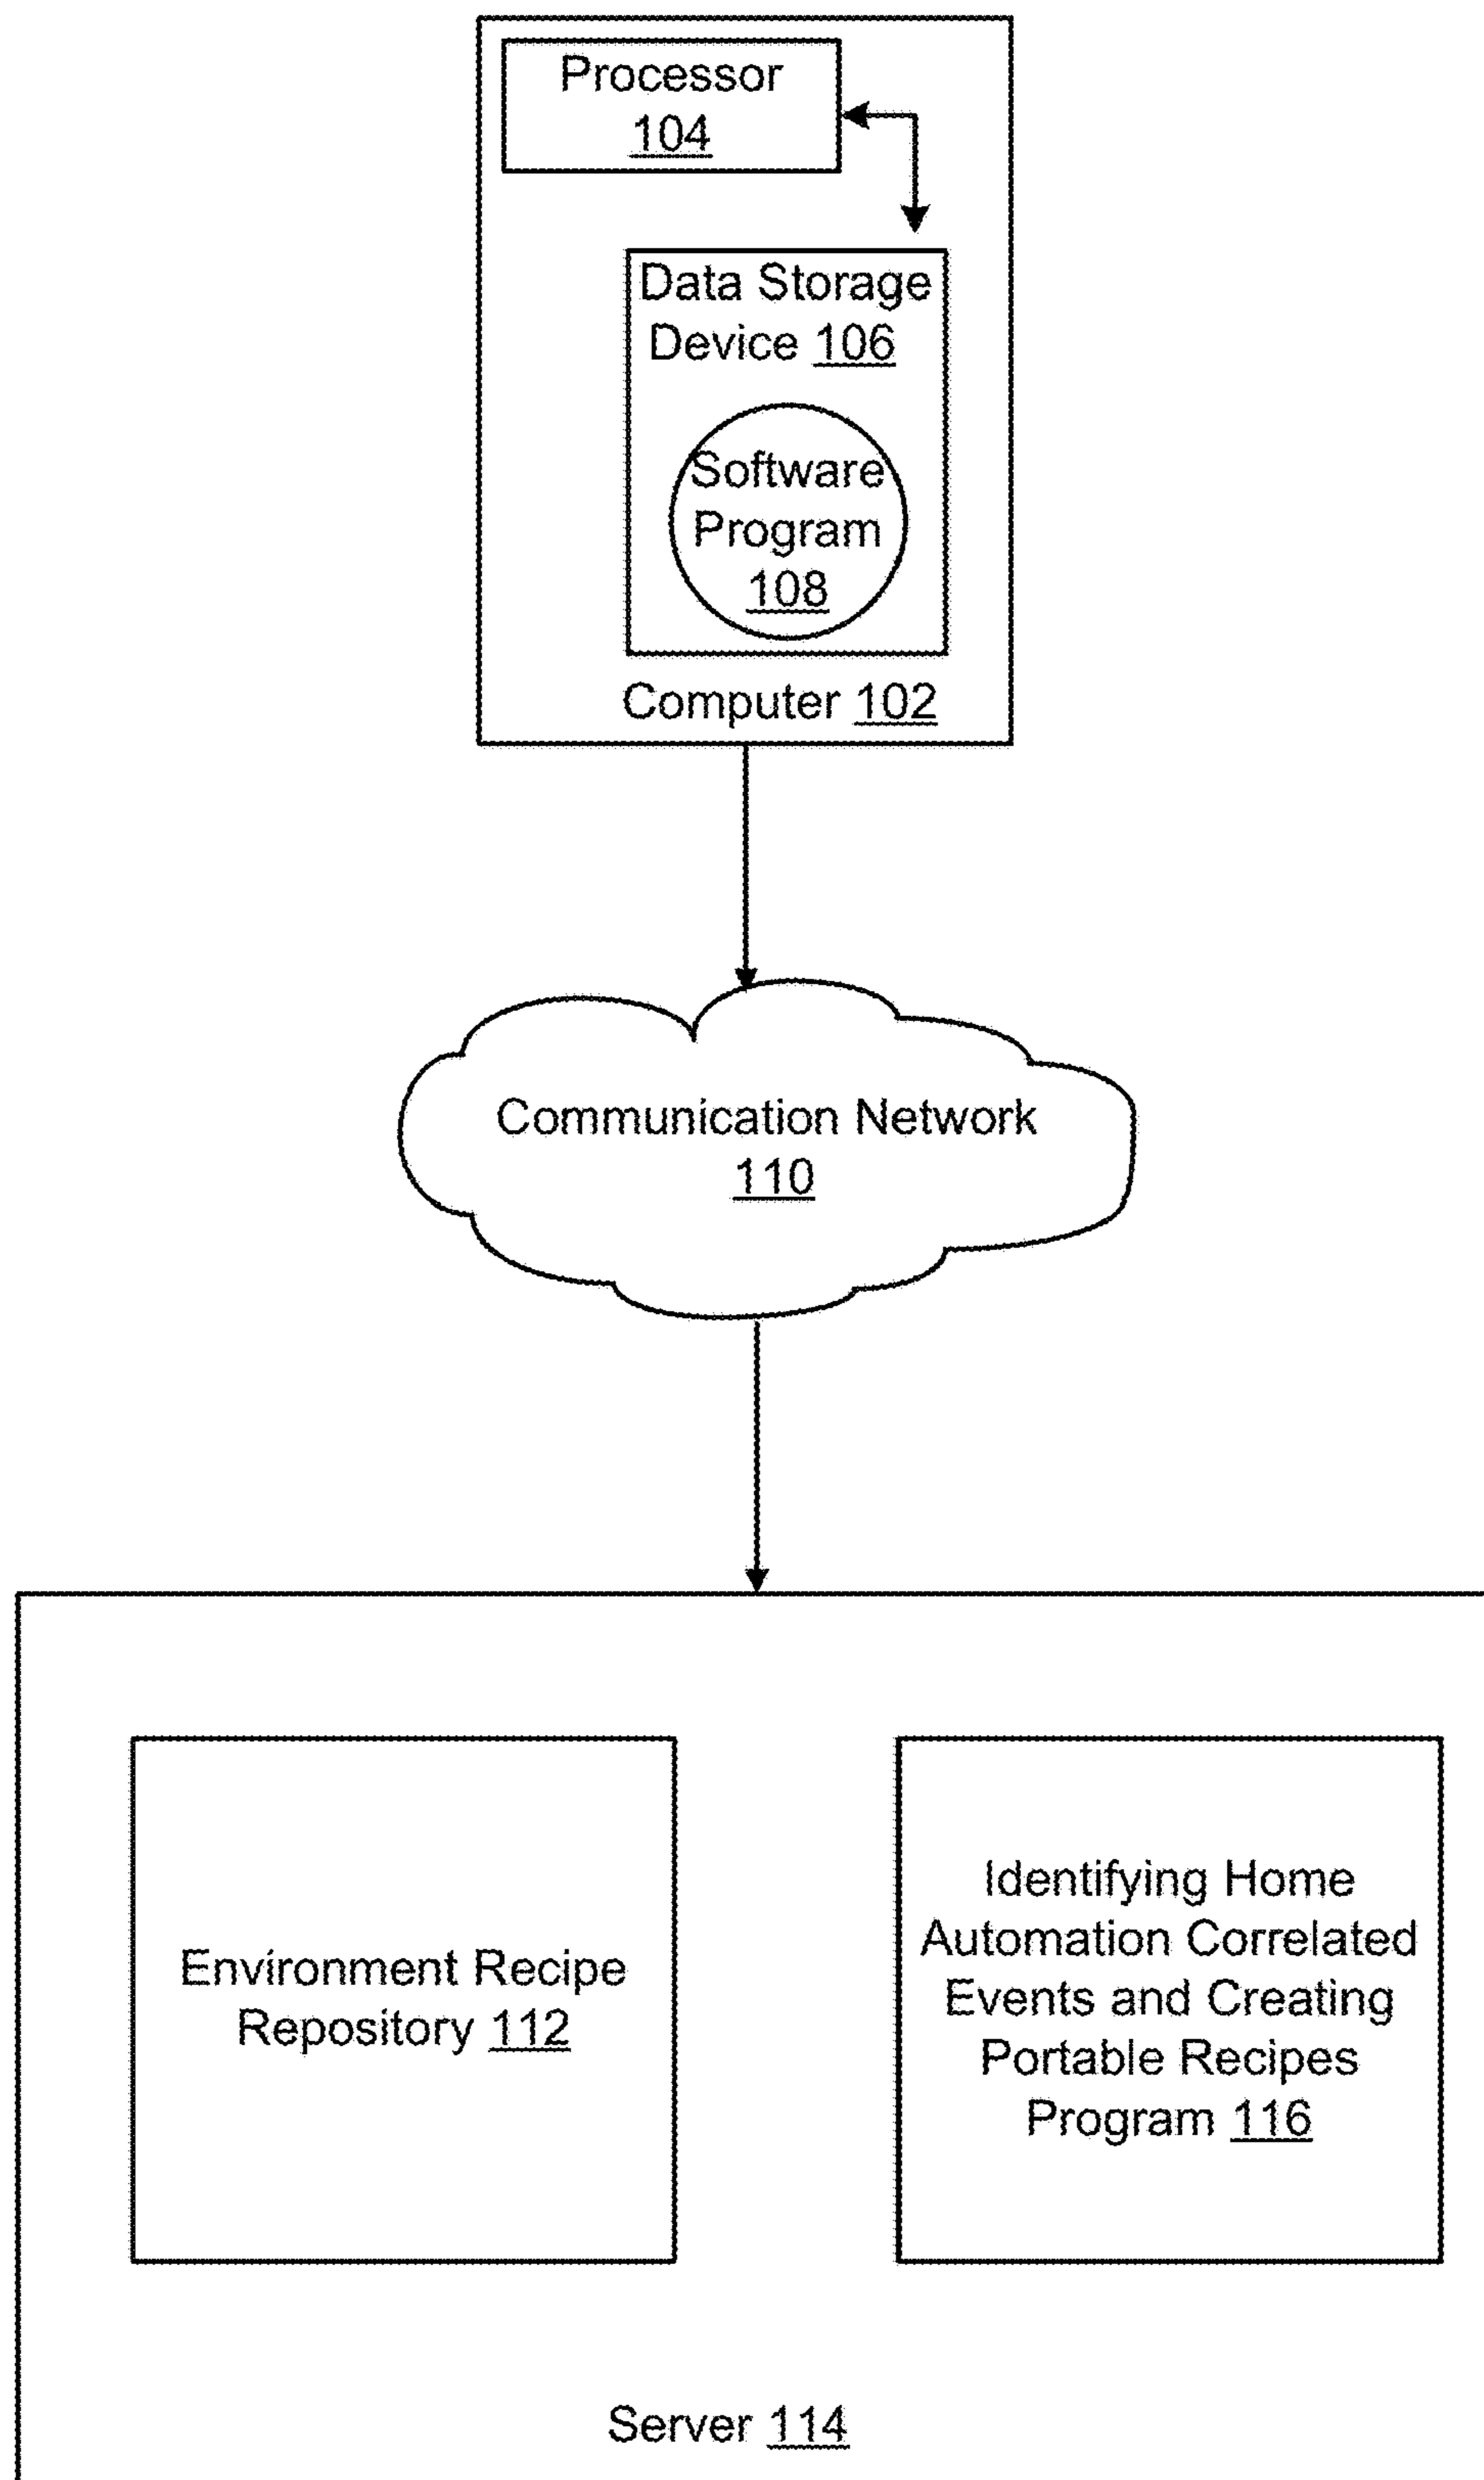 Processor
104
Data Storage
Device 106
Software
Program
108
Computer 102
Communication Network
110
Environment Recipe
Repository 112
Identifying Home
Automation Correlated
Events and Creating
Portable Recipes
Program 116
Server 114